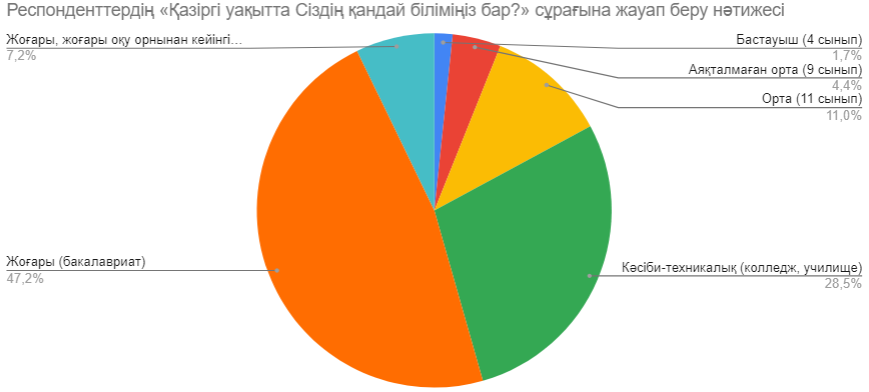 Респонденттердің «Қазіргі уақытта Сіздің қандай біліміңіз бар?» сұрағына жауап беру нәтижесі
Жоғары, жоғары оқу орнынан кейінгі…
7,2%
Бастауыш (4 сынып)
1,7%
Аяқталмаған орта (9 сынып)
4,4%
Орта (11 сынып)
11,0%
Жоғары (бакалавриат)
47,2%
Кәсіби-техникалық (колледж, училище)
28,5%